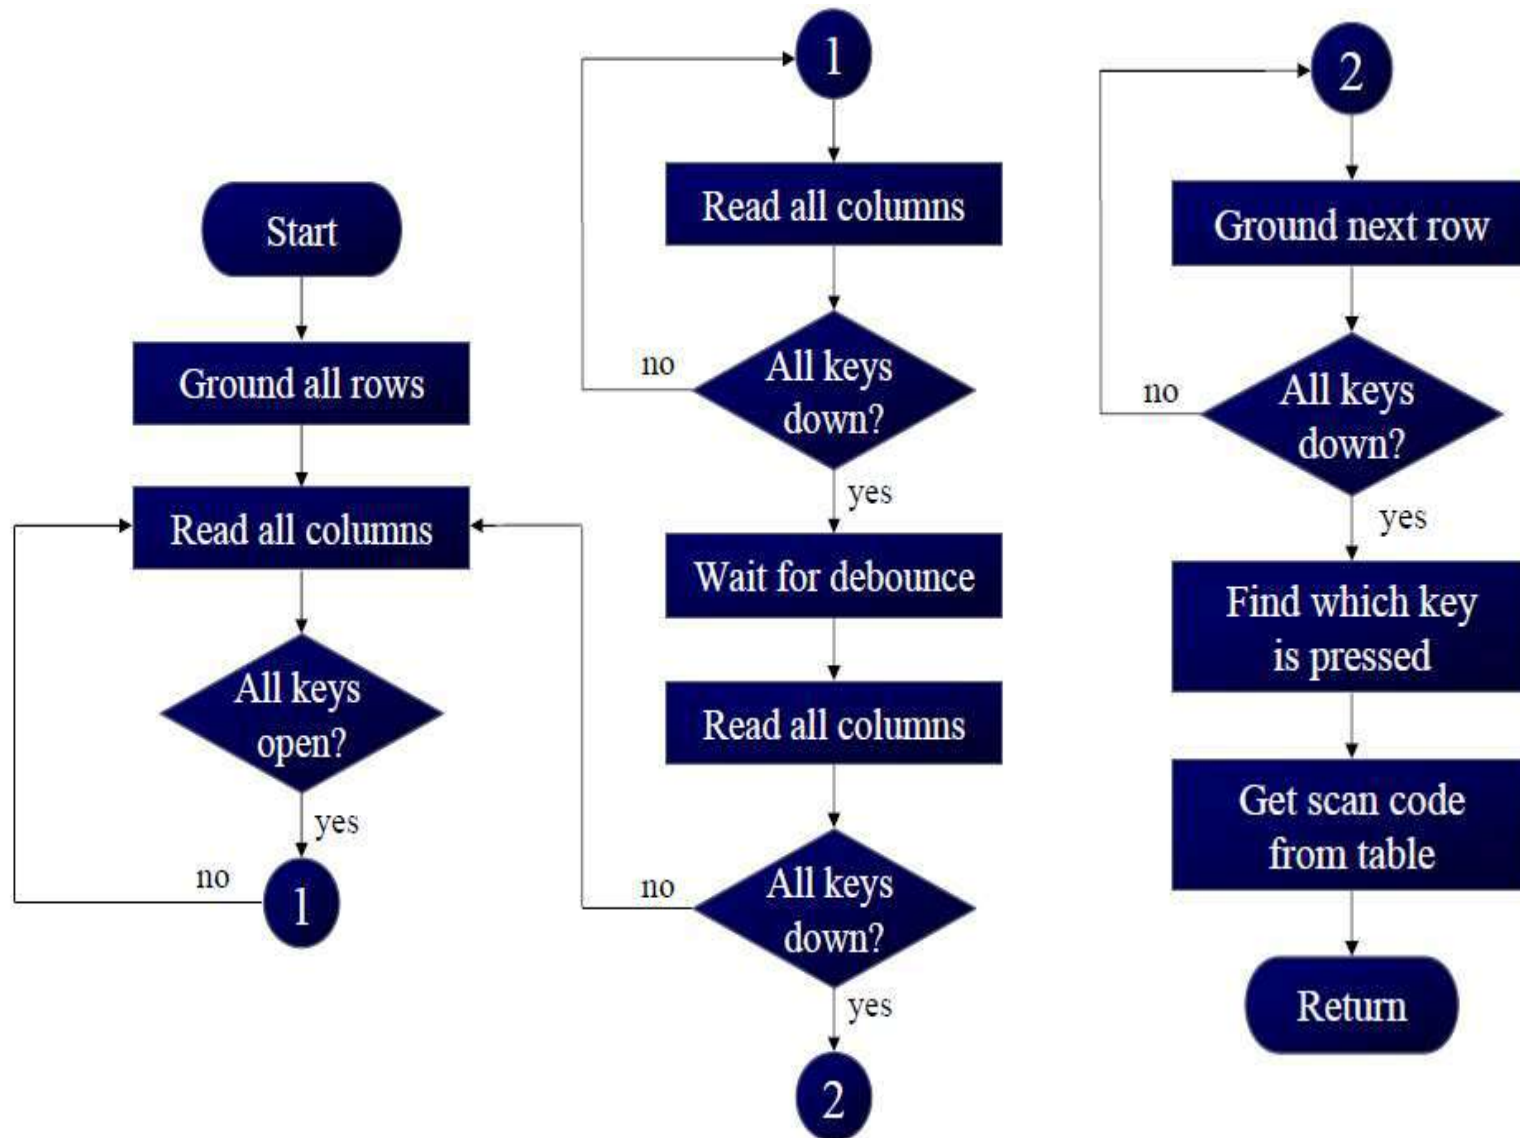 Start
Ground all rows
Read all columns
All keys
open?
yes
no
1
1
Read all columns
All keys
down?
no
yes
Wait for debounce
Read all columns
All keys
down?
no
yes
2
2
Ground next row
All keys
down?
no
yes
Find which key
is pressed
Get scan code
from table
Return